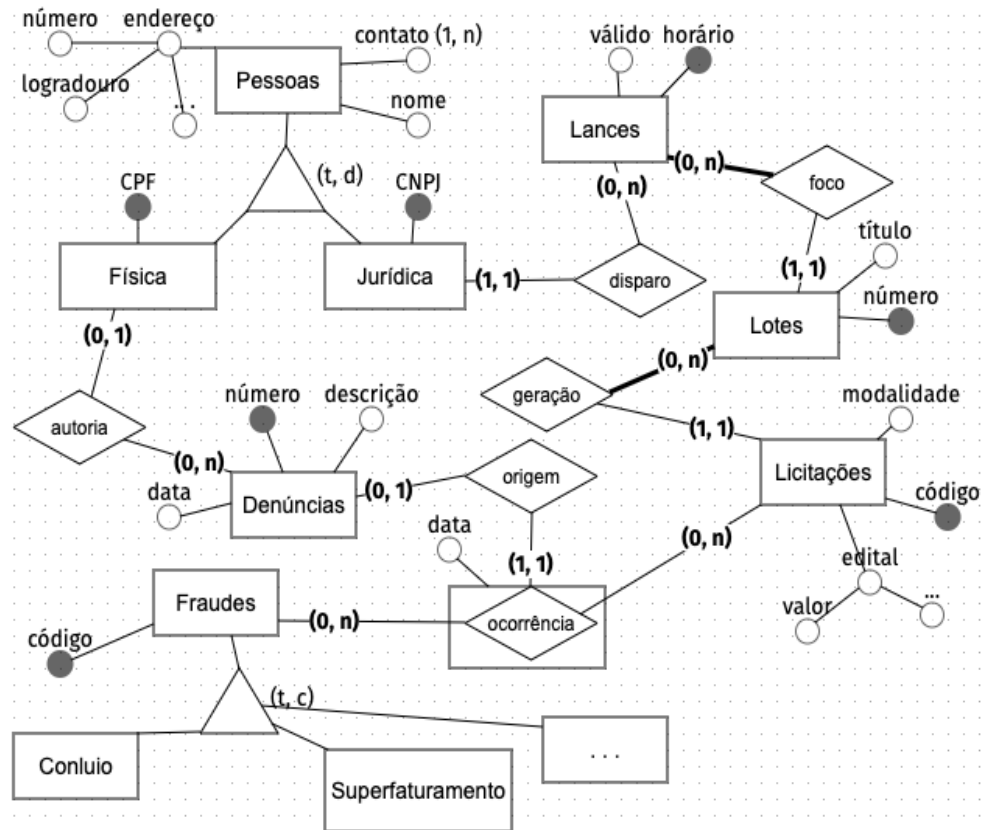 número endereço
contato (1, n)
válido horário
logradouro
...
Pessoas
nome
Lances
(0, n)
foco
(t, d)
(0, n)
CPF
CNPJ
título
Física
Jurídica
(1, 1)
disparo
(1, 1)
número
Lotes
(0, 1)
(0, n)
número
descrição
geração
modalidade
autoria
(1, 1)
(0, n)
origem
Licitações
data
Denúncias
(0, 1)
código
data
(0, n)
(1, 1)
edital
...
Fraudes
(0, n)
ocorrência
valor
código
(t, c)
Conluio
...
Superfaturamento